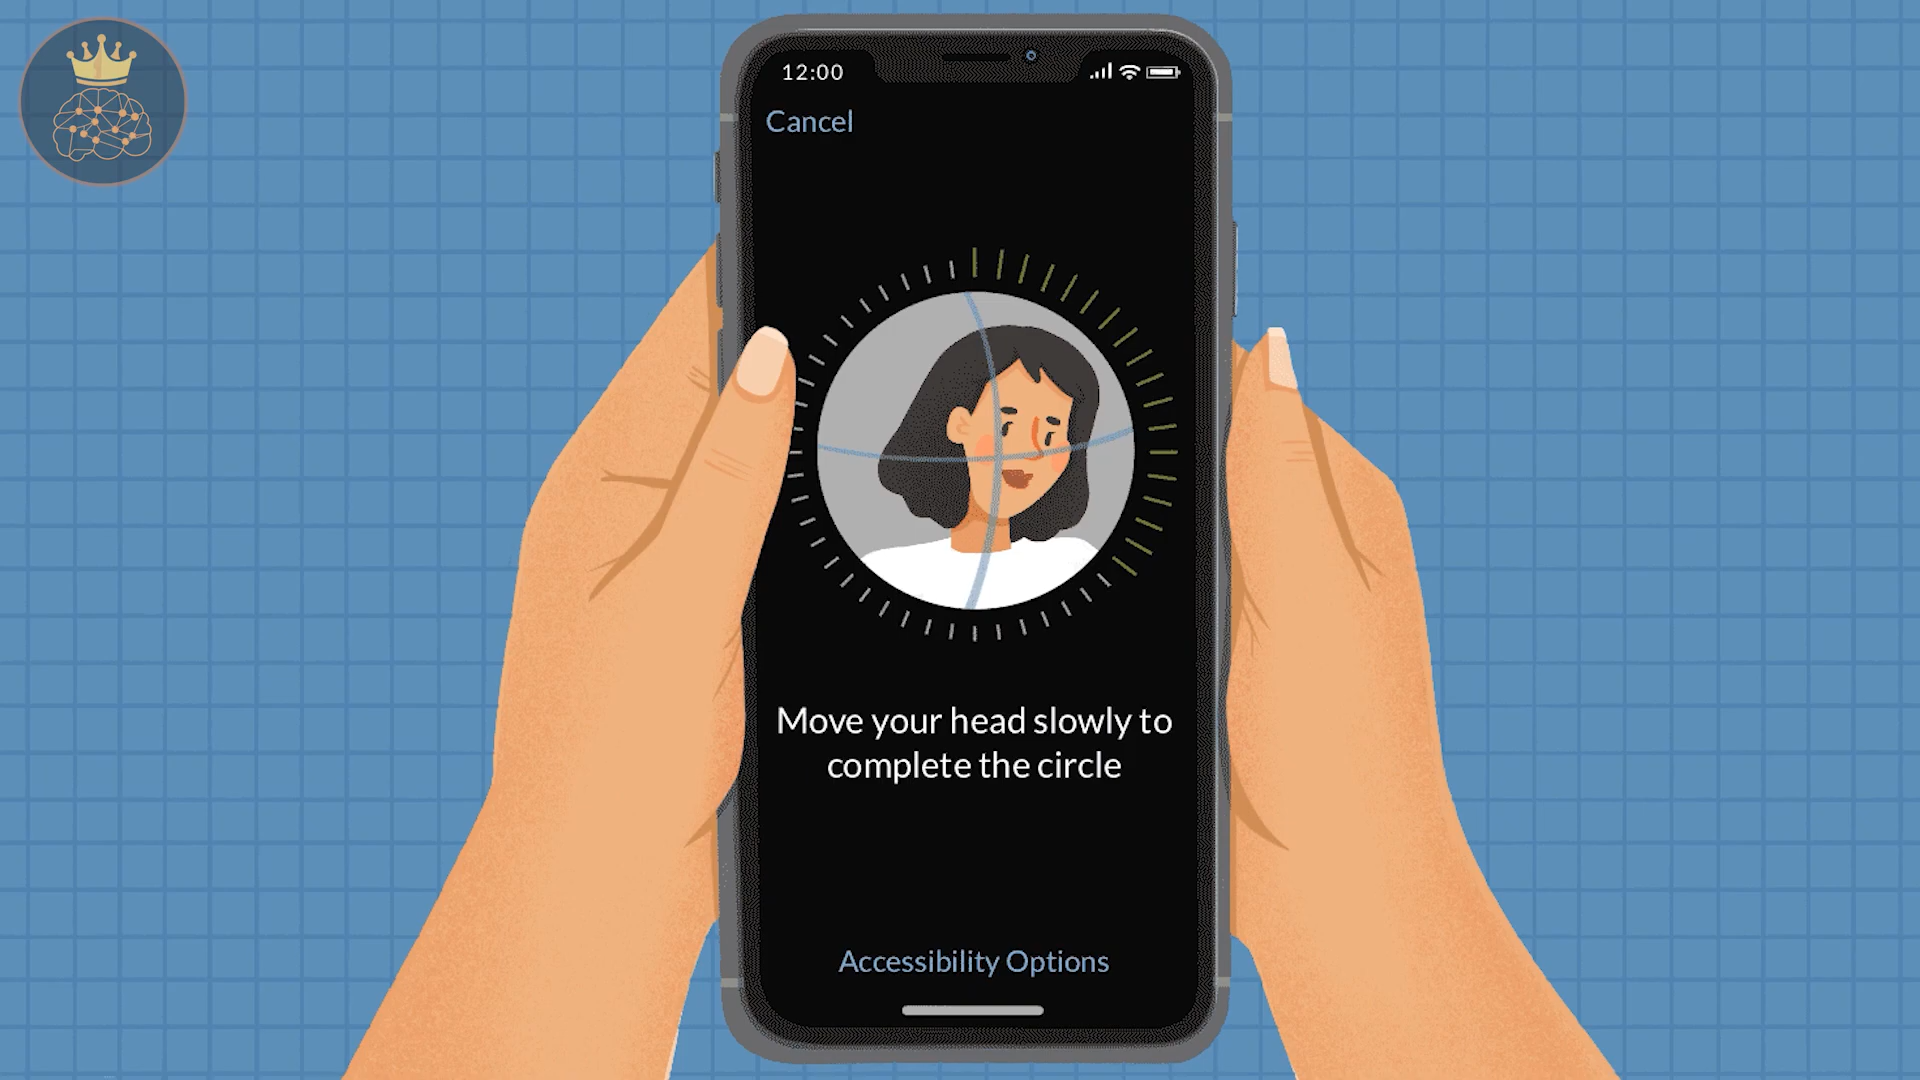 12:00
Cancel
Move your head slowly to
complete the circle
Accessibility Options